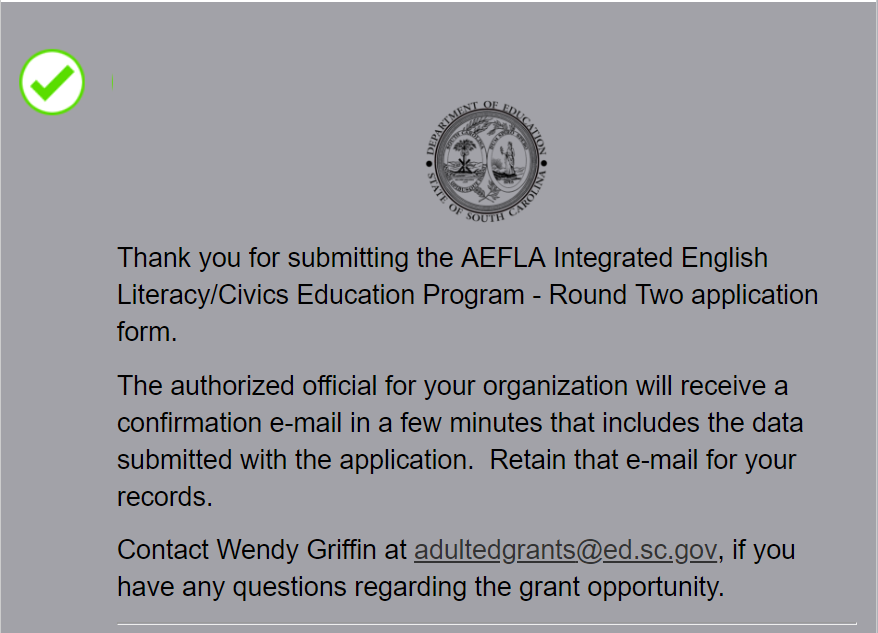 DEPARTMENT OF EDUCATION
STATE OF SOUTH CAROLINA
Thank you for submitting the AEFLA Integrated English
Literacy/Civics Education Program - Round Two application
form.
The authorized official for your organization will receive a
confirmation e-mail in a few minutes that includes the data
submitted with the application.  Retain that e-mail for your
records.
Contact Wendy Griffin at adultedgrants@ed.sc.gov, if you
have any questions regarding the grant opportunity.